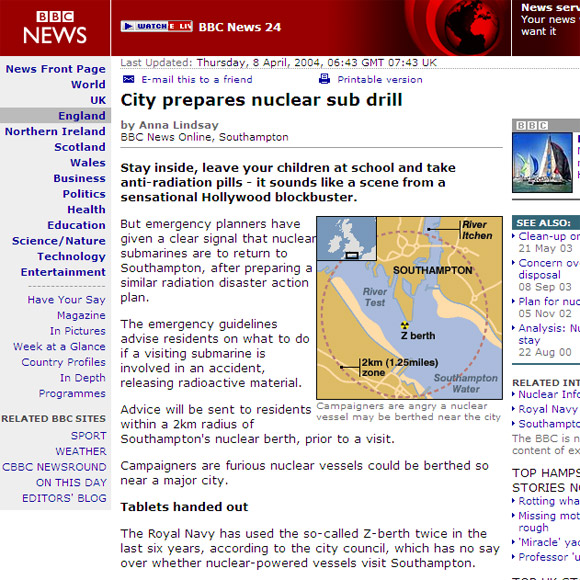 BBC
NEWS
WATCH LIVE
BBC News 24
News serv
Your news
want it
News Front Page
World
UK
England
Northern Ireland
Scotland
Wales
Business
Politics
Health
Education
Science/Nature
Technology
Entertainment
Have Your Say
Magazine
In Pictures
Week at a Glance
Country Profiles
In Depth
Programmes
RELATED BBC SITES
SPORT
WEATHER
CBBC NEWSROUND
ON THIS DAY
EDITORS' BLOG
Last Updated: Thursday, 8 April, 2004, 06:43 GMT 07:43 UK
E-mail this to a friend
Printable version
City prepares nuclear sub drill
by Anna Lindsay
BBC News Online, Southampton
Stay inside, leave your children at school and take
anti-radiation pills - it sounds like a scene from a
sensational Hollywood blockbuster.
But emergency planners have
given a clear signal that nuclear
submarines are to return to
Southampton, after preparing a
similar radiation disaster action
plan.
The emergency guidelines
advise residents on what to do
if a visiting submarine is
involved in an accident,
releasing radioactive material.
Advice will be sent to residents
within a 2km radius of
Southampton's nuclear berth, prior to a visit.
River
Itchen
SOUTHAMPTON
River
Test
Z berth
2km (1.25miles)
zone
Southampton
Water
Campaigners are angry a nuclear
vessel may be berthed near the city
Campaigners are furious nuclear vessels could be berthed so
near a major city.
Tablets handed out
The Royal Navy has used the so-called Z-berth twice in the
last six years, according to the city council, which has no say
over whether nuclear-powered vessels visit Southampton.
BBC
SEE ALSO:
Clean-up or
21 May 03
Concern ov
disposal
08 Sep 03
Plan for nuc
05 Nov 02
Analysis: Nu
stay
22 Aug 00
RELATED INT
Nuclear Info
Royal Navy
Southampto
The BBC is n
content of ex
TOP HAMPS
STORIES NO
Rotting wha
Missing mot
rough
'Miracle' yac
Professor 'u